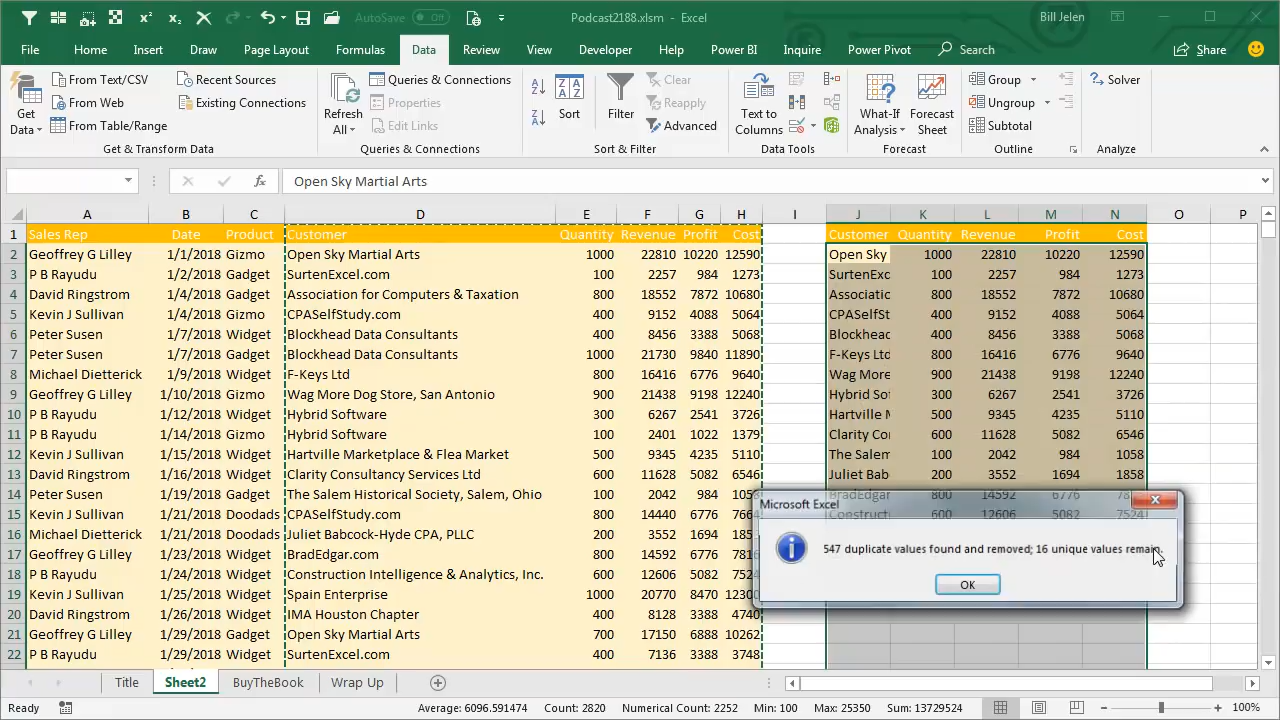 AutoSave Off Podcast2188.xlsm - Excel Bill Jelen
File Home Insert Draw Page Layout Formulas Data Review View Developer Help Power BI Inquire Power Pivot Search Share
Get Data From Text/CSV From Web From Table/Range Recent Sources Existing Connections
Refresh All Queries & Connections Properties Edit Links
Sort Filter Clear Reapply Advanced
Text to Columns What-If Analysis Forecast Sheet Group Ungroup Subtotal Solver
Get & Transform Data Queries & Connections Sort & Filter Data Tools Forecast Outline Analyze
fx Open Sky Martial Arts
A B C D E F G H I J K L M N O P
1 Sales Rep Date Product Customer Quantity Revenue Profit Cost Customer Quantity Revenue Profit Cost
2 Geoffrey G Lilley 1/1/2018 Gizmo Open Sky Martial Arts 1000 22810 10220 12590 Open Sky 1000 22810 10220 12590
3 P B Rayudu 1/2/2018 Gadget SurtenExcel.com 100 2257 984 1273 SurtenExc 100 2257 984 1273
4 David Ringstrom 1/4/2018 Gadget Association for Computers & Taxation 800 18552 7872 10680 Associatic 800 18552 7872 10680
5 Kevin J Sullivan 1/4/2018 Gadget CPASelfStudy.com 400 9152 4088 5064 CPASelfSt 400 9152 4088 5064
6 Peter Susen 1/7/2018 Widget Blockhead Data Consultants 400 8456 3388 5068 Blockhead 400 8456 3388 5068
7 Peter Susen 1/7/2018 Gadget Blockhead Data Consultants 1000 21730 9840 11890 F-Keys Ltd 800 16416 6776 9640
8 Michael Dietterick 1/9/2018 Widget F-Keys Ltd 800 16416 6776 9640 Wag More 900 21438 9198 12240
9 Geoffrey G Lilley 1/10/2018 Widget Wag More Dog Store, San Antonio 900 21438 9198 12240 Hybrid Sof 300 6267 2541 3726
10 P B Rayudu 1/12/2018 Widget Hybrid Software 300 6267 2541 3726 Hartville M 500 9345 4235 5110
11 P B Rayudu 1/14/2018 Gizmo Hybrid Software 100 2401 1022 1379 Clarity Co 600 11628 5082 6546
12 Kevin J Sullivan 1/15/2018 Widget Hartville Marketplace & Flea Market 500 9345 4235 5110 The Salem 100 2042 984 1058
13 David Ringstrom 1/16/2018 Widget Clarity Consultancy Services Ltd 600 11628 5082 6546 Juliet Bab 200 3552 1694 1858
14 Peter Susen 1/19/2018 Gadget The Salem Historical Society, Salem, Ohio 100 2042 984 BradEdgar 800 14592 6776
15 Kevin J Sullivan 1/21/2018 Doodads CPASelfStudy.com 800 14440 6776 Constructi 600 12606 5082 7524
16 Michael Dietterick 1/21/2018 Doodads Juliet Babcock-Hyde CPA, PLLC 200 3552 1694
17 Geoffrey G Lilley 1/23/2018 Widget BradEdgar.com 800 14592 6776
18 P B Rayudu 1/24/2018 Widget Construction Intelligence & Analytics, Inc. 600 12606 5082
19 Kevin J Sullivan 1/25/2018 Widget Spain Enterprise 1000 20770 8470
20 David Ringstrom 1/26/2018 Widget IMA Houston Chapter 400 8128 3388
21 Geoffrey G Lilley 1/29/2018 Gadget Open Sky Martial Arts 700 17150 6888 10262
22 P B Rayudu 1/29/2018 Widget SurtenExcel.com 400 7136 3388 3748
Microsoft Excel
547 duplicate values found and removed; 16 unique values remain.
OK
Title Sheet2 BuyTheBook Wrap Up
Ready Average: 6096.591474 Count: 2820 Numerical Count: 2252 Min: 100 Max: 25350 Sum: 13729524 100%